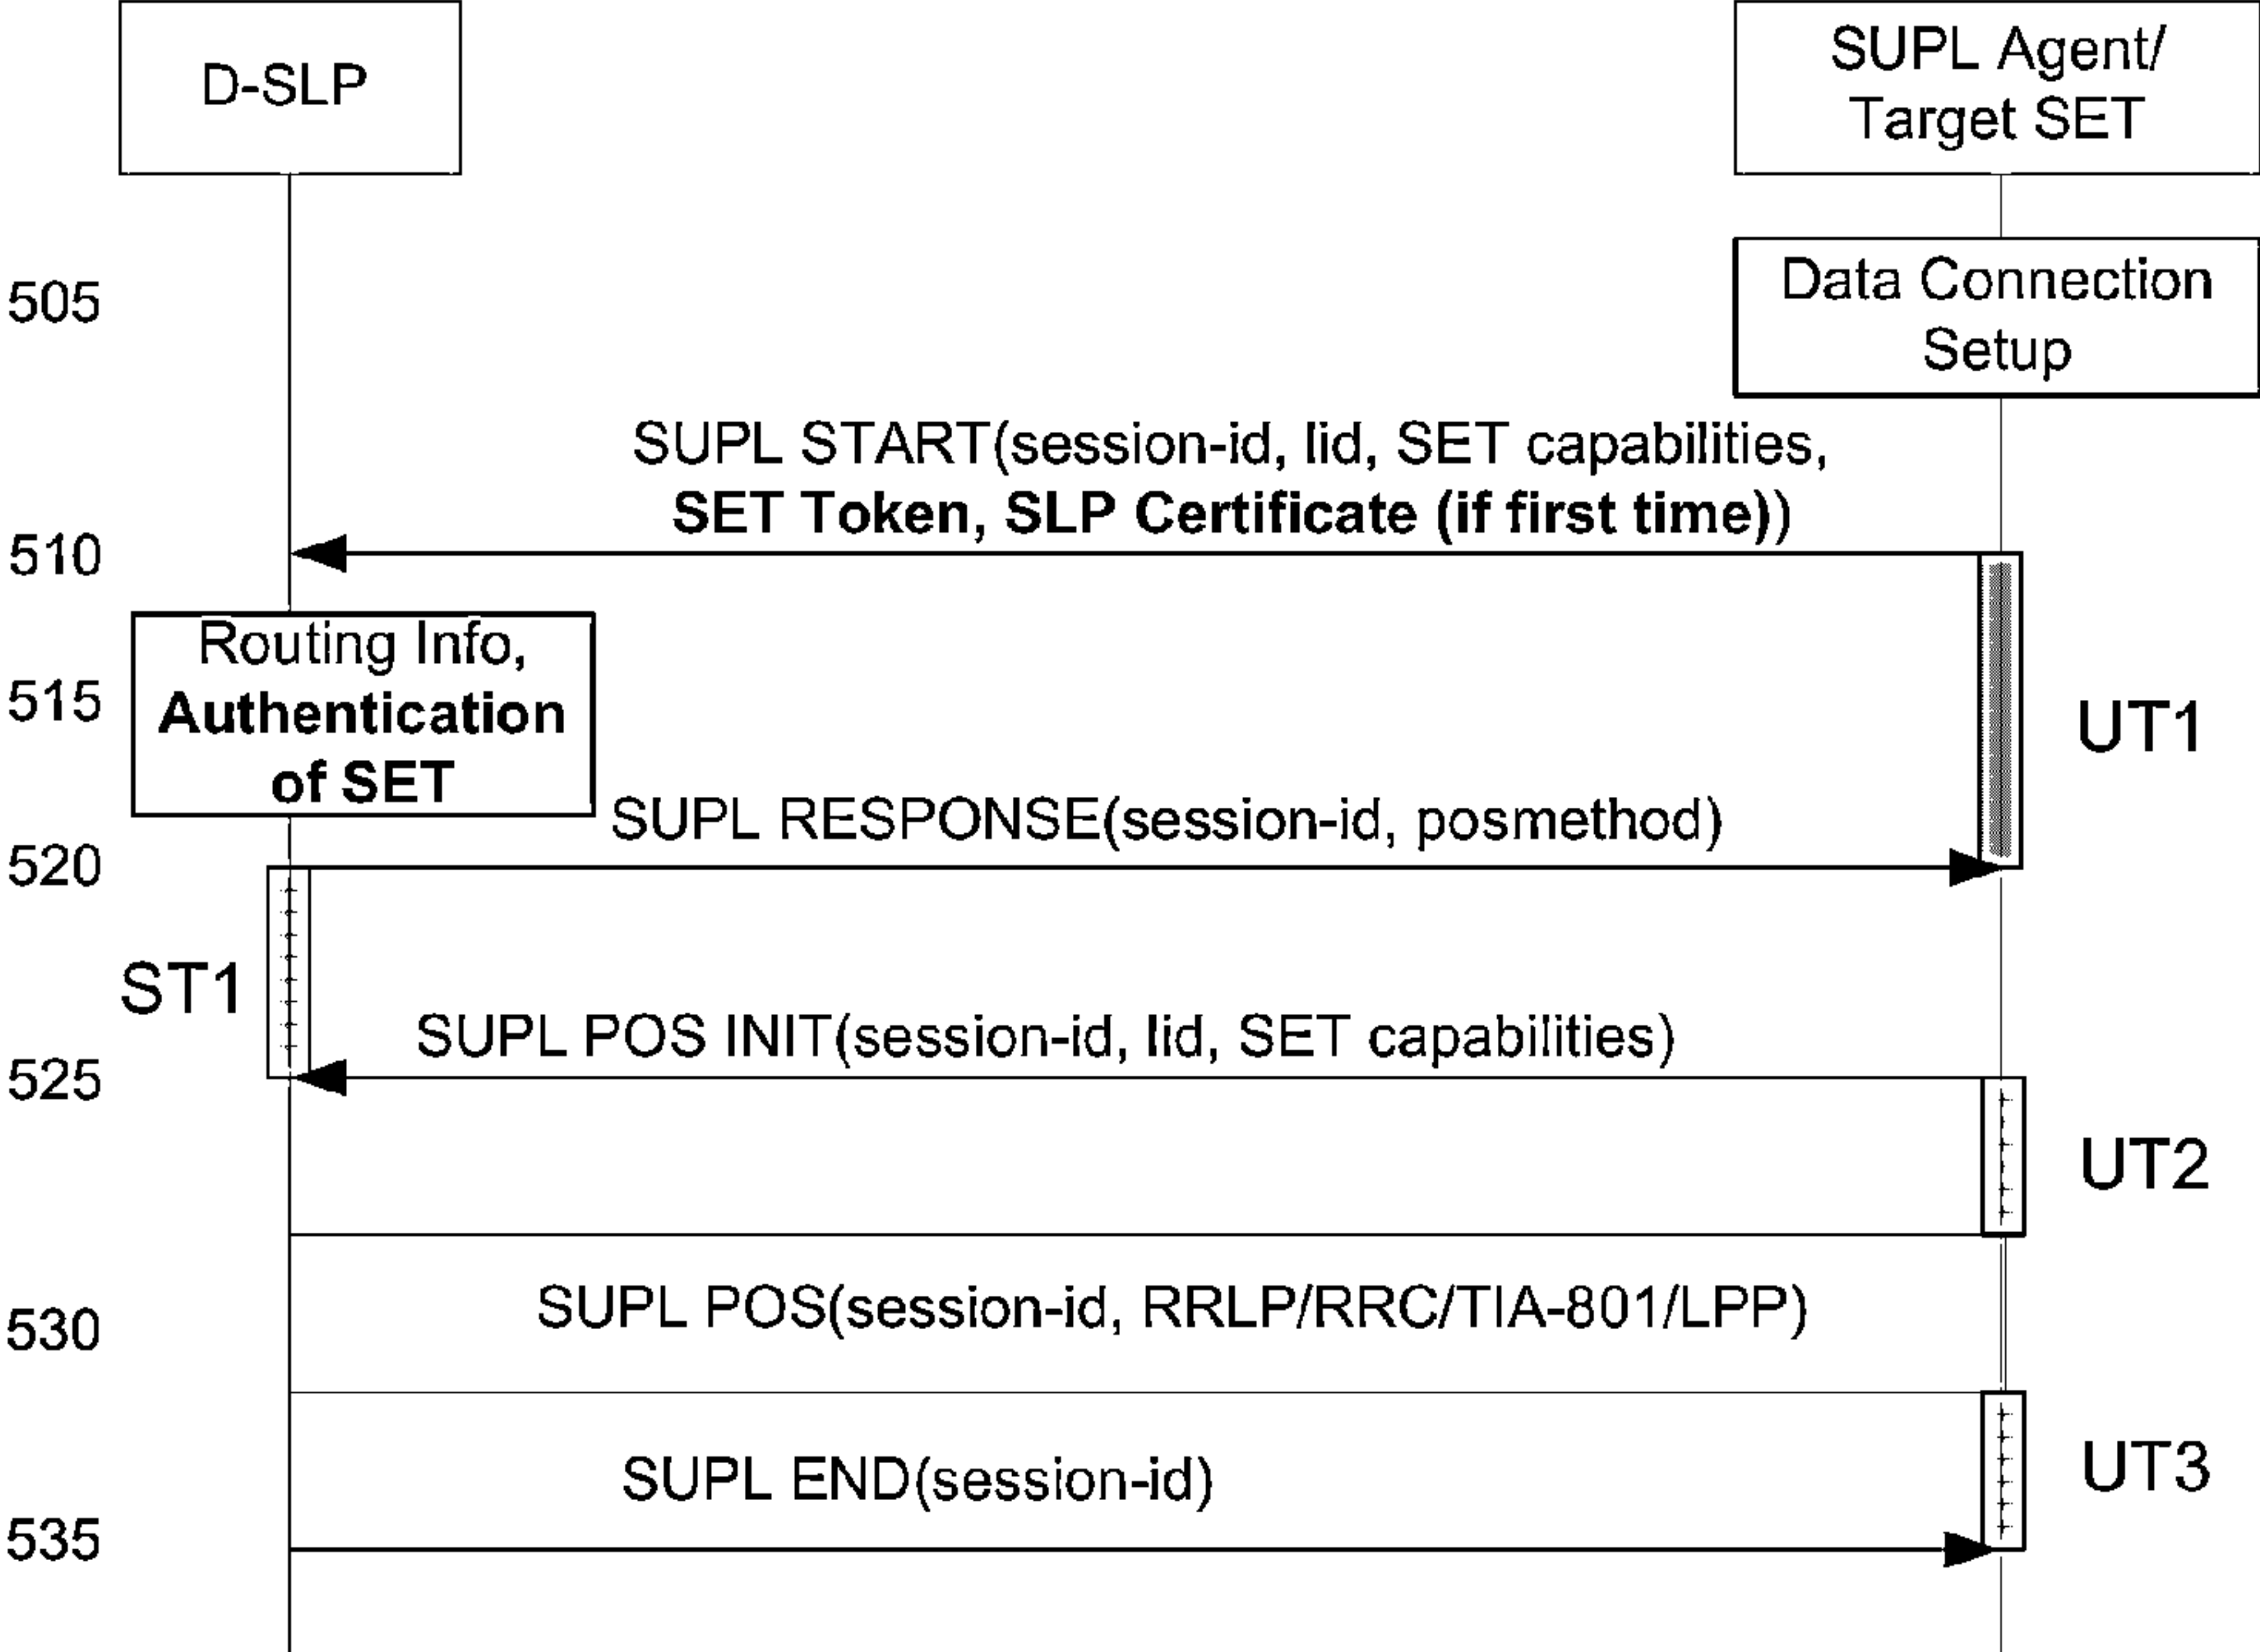 D-SLP
SUPL Agent/
Target SET
505
Data Connection
Setup
SUPL START(session-id, lid, SET capabilities,
SET Token, SLP Certificate (if first time))
510
Routing Info,
Authentication
of SET
515
UT1
SUPL RESPONSE(session-id, posmethod)
520
ST1
SUPL POS INIT(session-id, lid, SET capabilities)
525
UT2
SUPL POS(session-id, RRLP/RRC/TIA-801/LPP)
530
SUPL END(session-id)
UT3
535